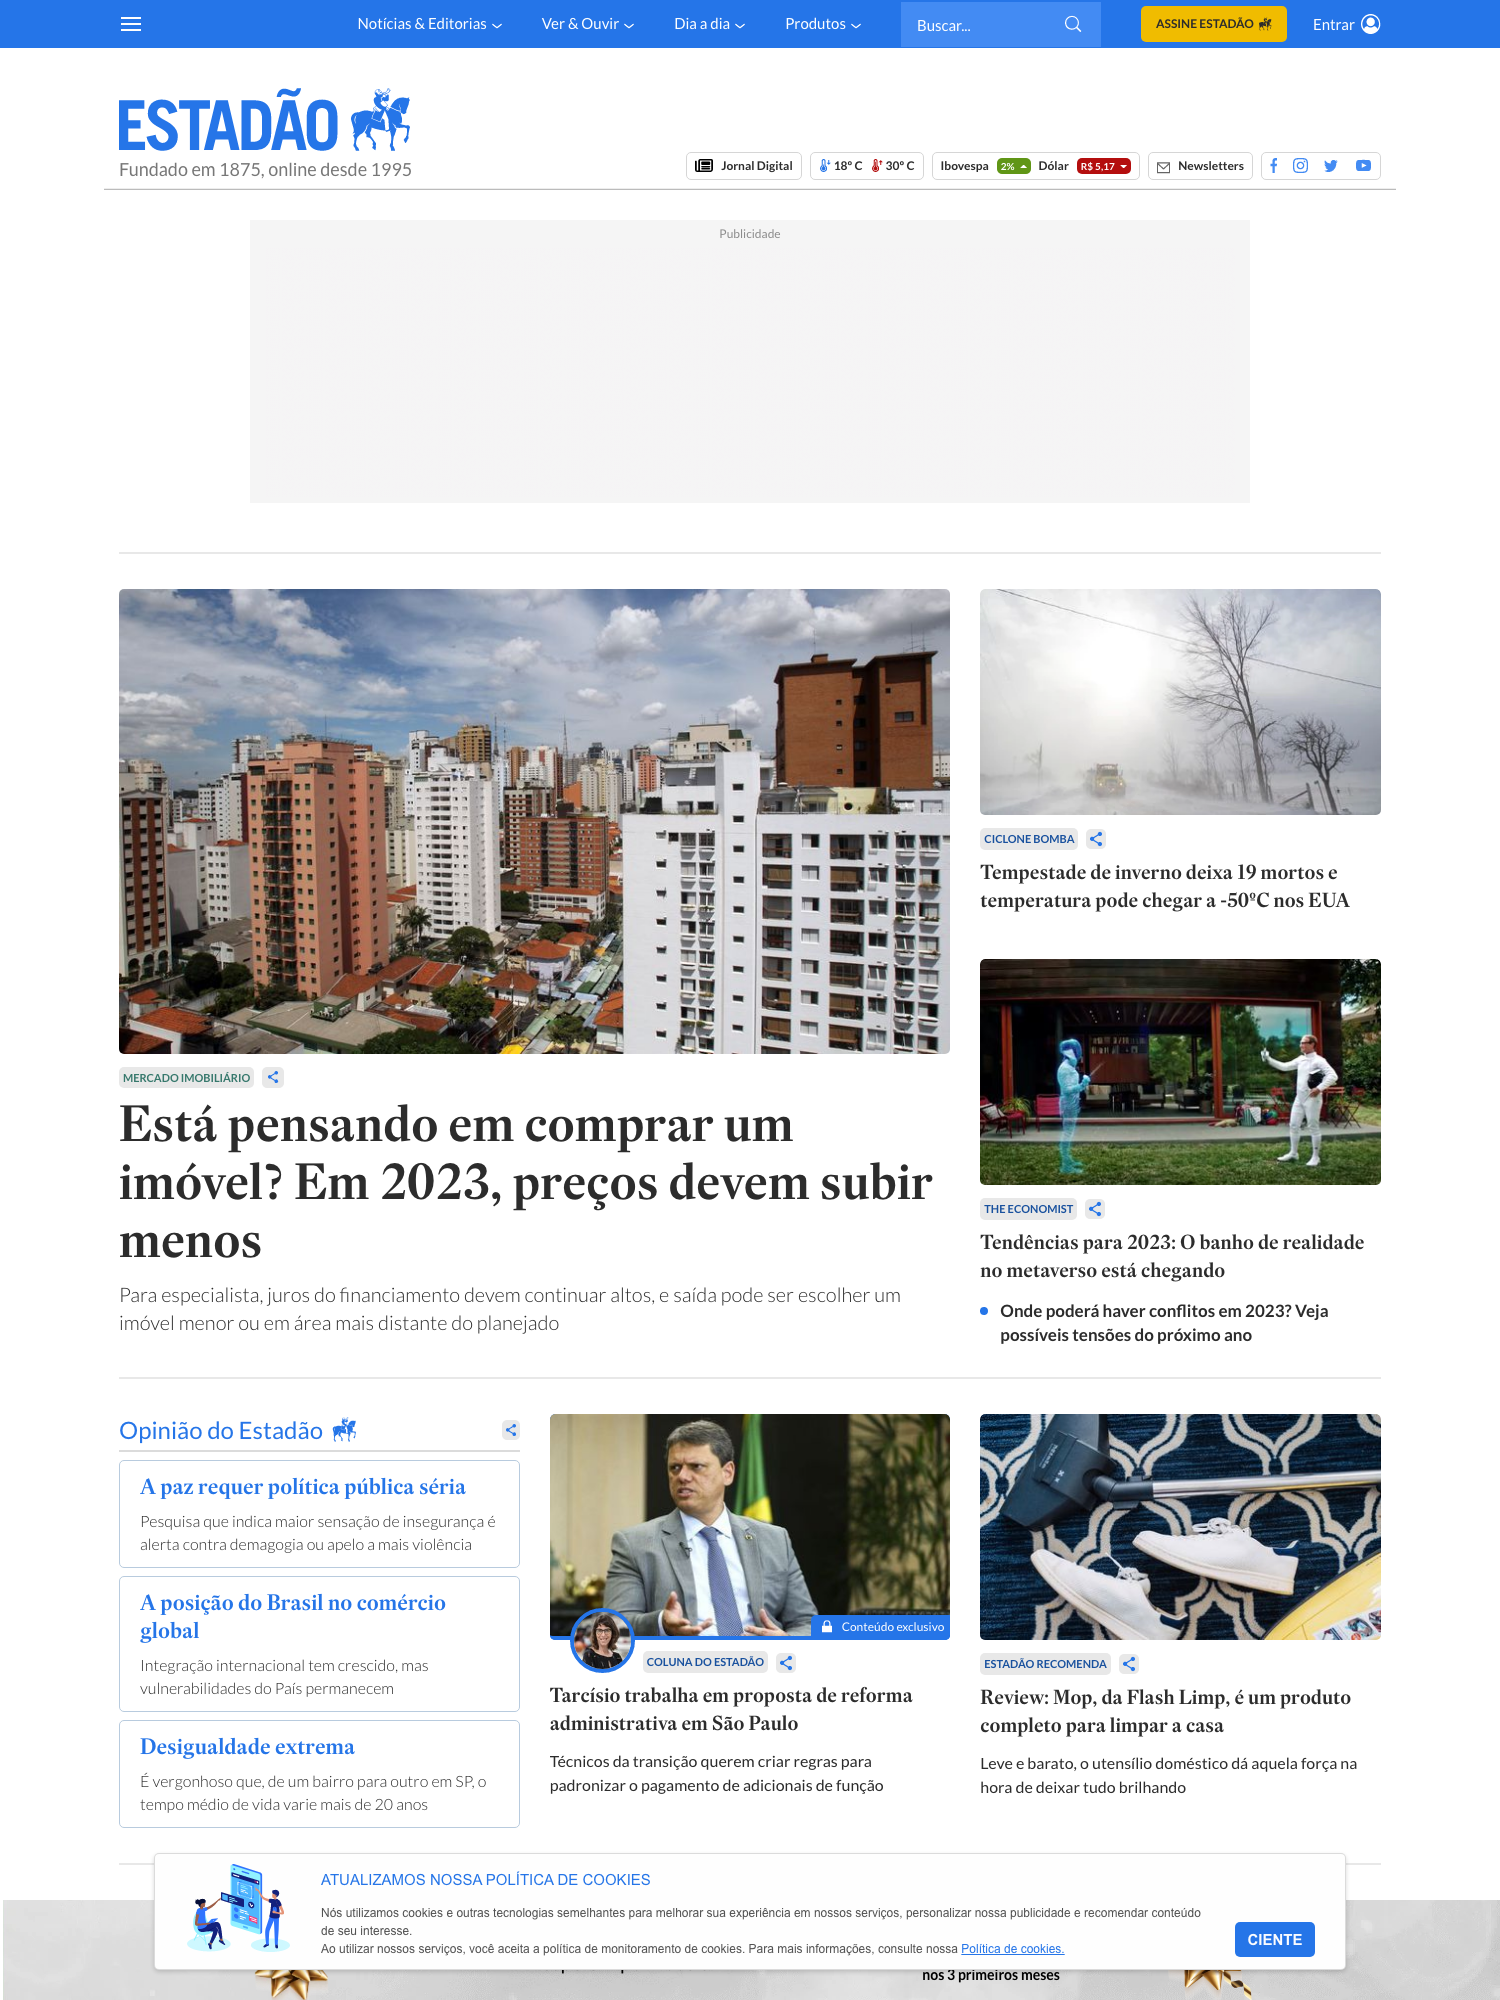 Notícias & Editorias
Ver & Ouvir
Dia a dia
Produtos
Buscar...
ASSINE ESTADÃO
Entrar
ESTADÃO
Fundado em 1875, online desde 1995
Jornal Digital
18º C 30º C
Ibovespa 2% Dólar R$ 5,17
Newsletters
Publicidade
MERCADO IMOBILIÁRIO
Está pensando em comprar um
imóvel? Em 2023, preços devem subir
menos
Para especialista, juros do financiamento devem continuar altos, e saída pode ser escolher um
imóvel menor ou em área mais distante do planejado
CICLONE BOMBA
Tempestade de inverno deixa 19 mortos e
temperatura pode chegar a -50ºC nos EUA
THE ECONOMIST
Tendências para 2023: O banho de realidade
no metaverso está chegando
Onde poderá haver conflitos em 2023? Veja
possíveis tensões do próximo ano
Opinião do Estadão
A paz requer política pública séria
Pesquisa que indica maior sensação de insegurança é
alerta contra demagogia ou apelo a mais violência
A posição do Brasil no comércio
global
Integração internacional tem crescido, mas
vulnerabilidades do País permanecem
Desigualdade extrema
É vergonhoso que, de um bairro para outro em SP, o
tempo médio de vida varie mais de 20 anos
Conteúdo exclusivo
COLUNA DO ESTADÃO
Tarcísio trabalha em proposta de reforma
administrativa em São Paulo
Técnicos da transição querem criar regras para
padronizar o pagamento de adicionais de função
ESTADÃO RECOMENDA
Review: Mop, da Flash Limp, é um produto
completo para limpar a casa
Leve e barato, o utensílio doméstico dá aquela força na
hora de deixar tudo brilhando
ATUALIZAMOS NOSSA POLÍTICA DE COOKIES
Nós utilizamos cookies e outras tecnologias semelhantes para melhorar sua experiência em nossos serviços, personalizar nossa publicidade e recomendar conteúdo
de seu interesse.
Ao utilizar nossos serviços, você aceita a política de monitoramento de cookies. Para mais informações, consulte nossa Política de cookies.
CIENTE
nos 3 primeiros meses